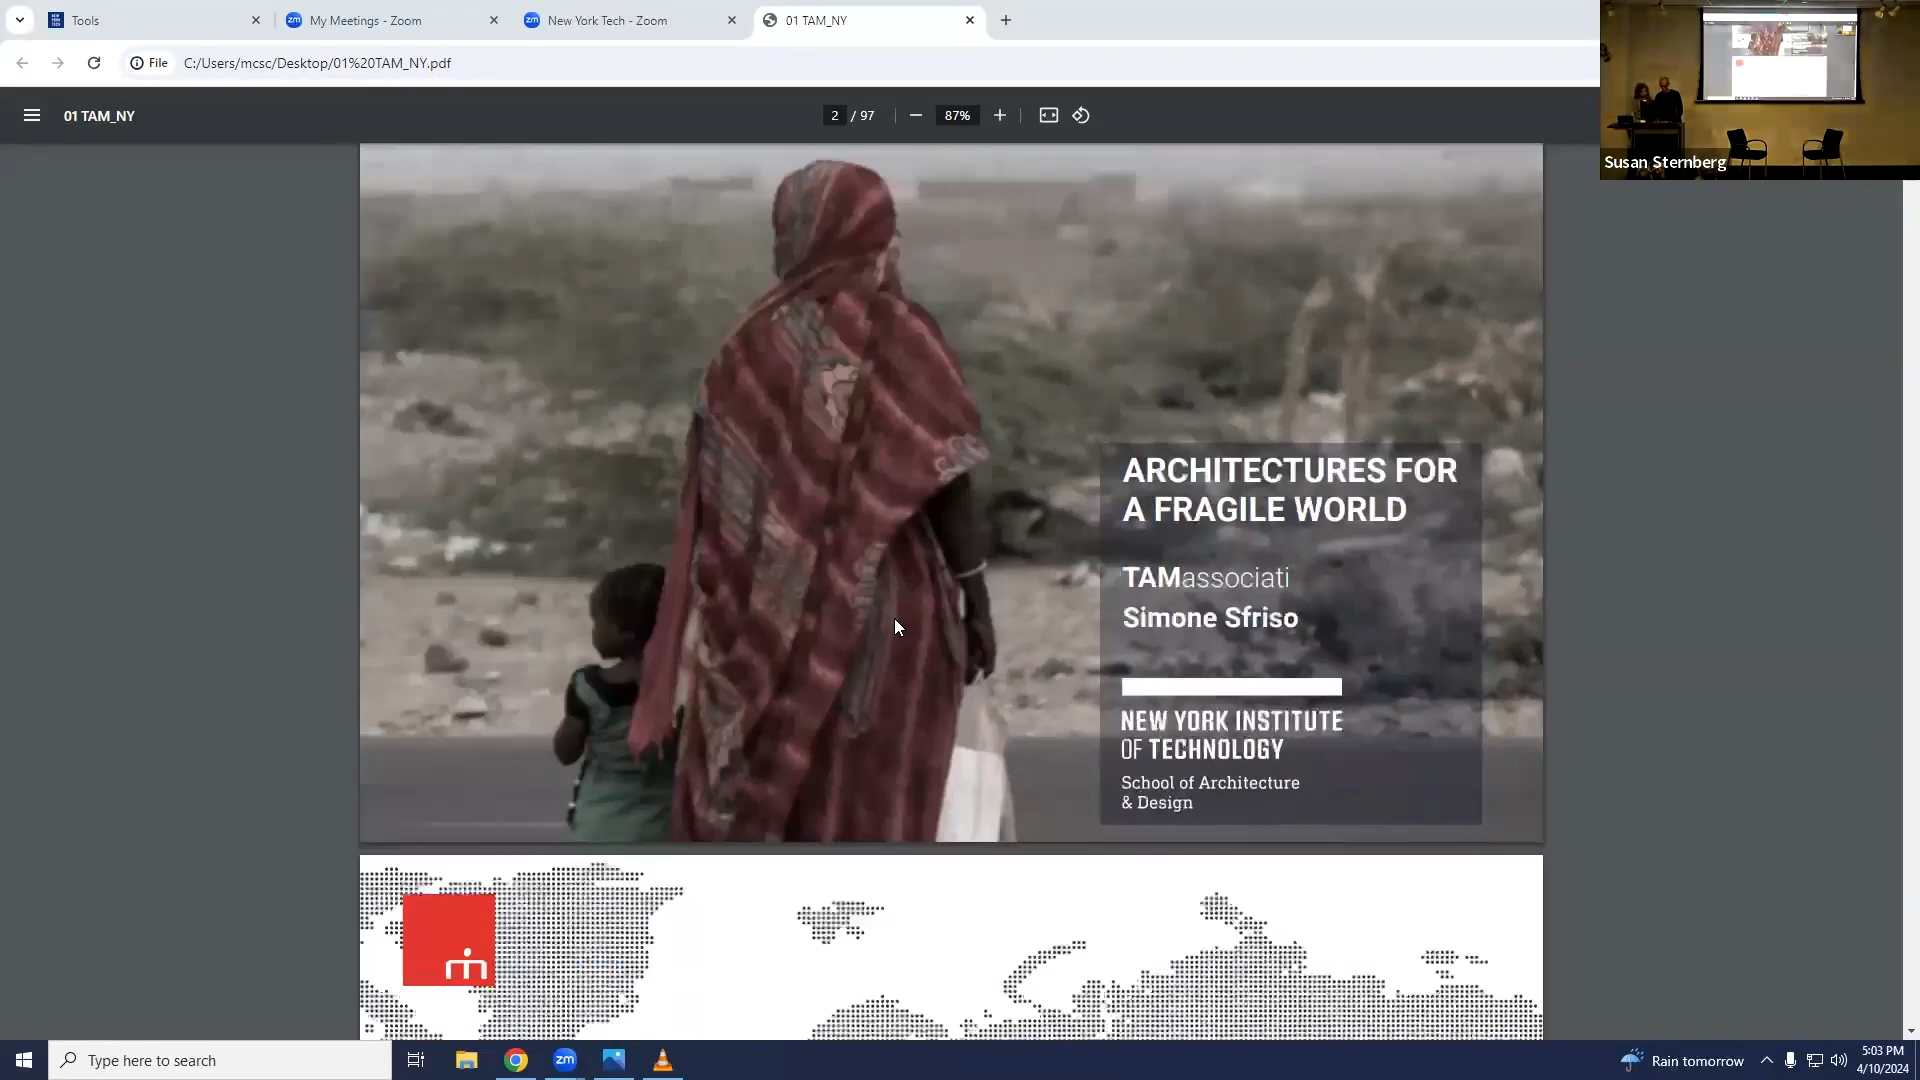 Tools
My Meetings - Zoom
New York Tech - Zoom
01 TAM_NY
File
C:/Users/mcsc/Desktop/01%20TAM_NY.pdf
01 TAM_NY
2 / 97
87%
Susan Sternberg
ARCHITECTURES FOR
A FRAGILE WORLD
TAMassociati
Simone Sfriso
NEW YORK INSTITUTE
OF TECHNOLOGY
School of Architecture
& Design
Type here to search
zm
Rain tomorrow
5:03 PM
4/10/2024